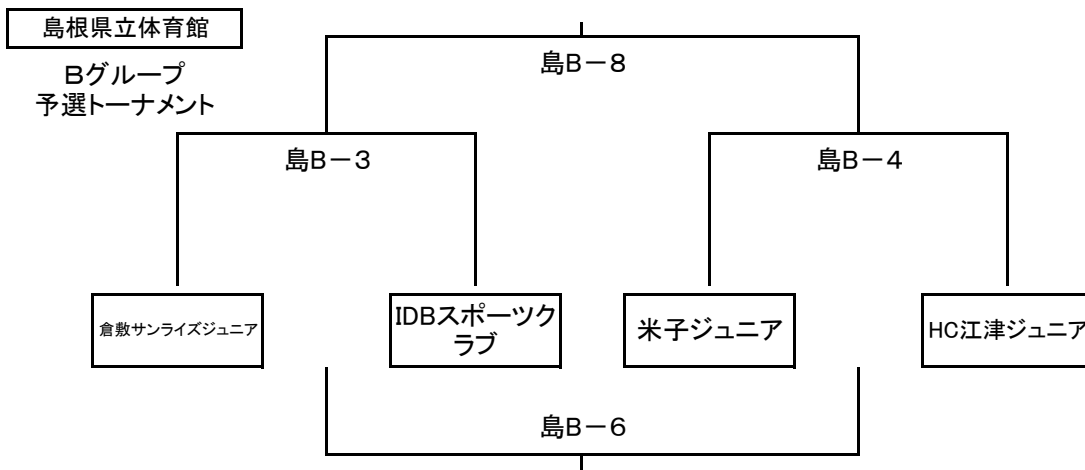 島根県立体育館
島B－8
Bグループ
予選トーナメント
島B－3
島B－4
倉敷サンライズジュニア
IDBスポーツク
ラブ
米子ジュニア
HC江津ジュニア
島B－6